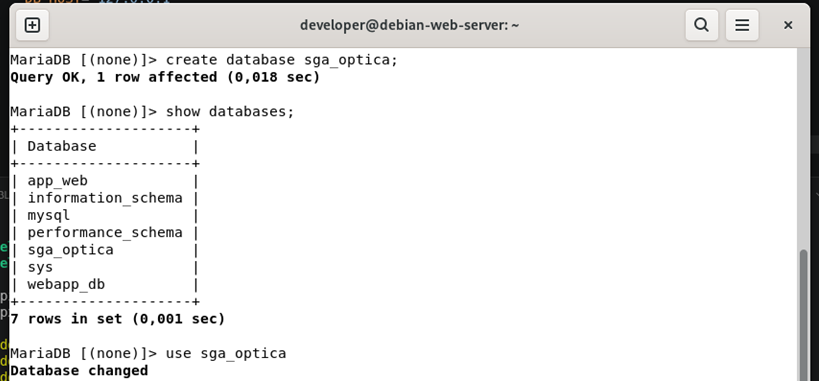 developer@debian-web-server: ~
MariaDB [(none)]> create database sga_optica;
Query OK, 1 row affected (0,018 sec)
MariaDB [(none)]> show databases;
+--------------------+
| Database           |
+--------------------+
| app_web            |
| information_schema |
| mysql              |
| performance_schema |
| sga_optica         |
| sys                |
| webapp_db          |
+--------------------+
7 rows in set (0,001 sec)
MariaDB [(none)]> use sga_optica
Database changed